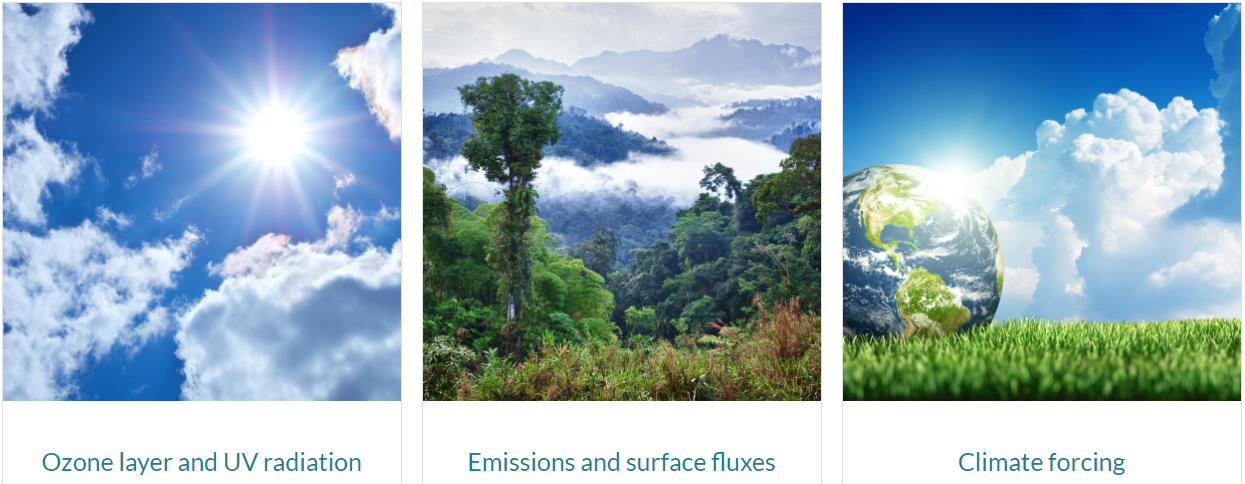 Ozone layer and UV radiation
Emissions and surface fluxes
Climate forcing